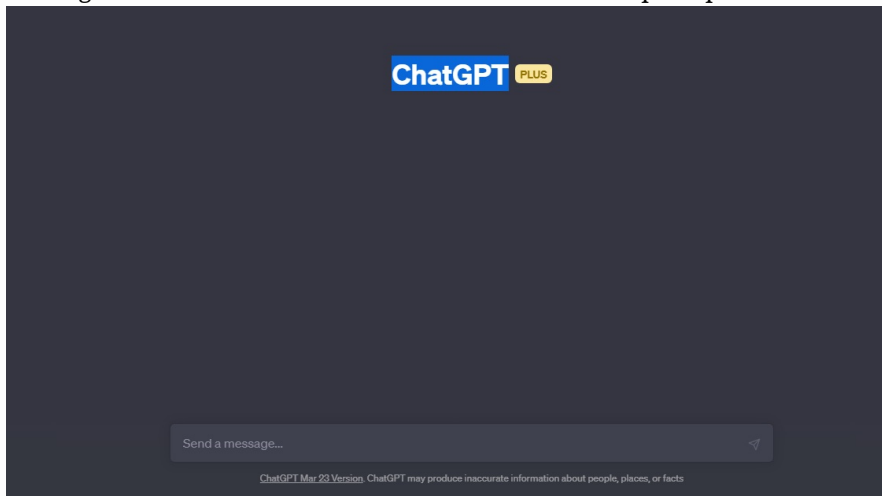 ChatGPT PLUS
Send a message...
ChatGPT Mar 23 Version. ChatGPT may produce inaccurate information about people, places, or facts